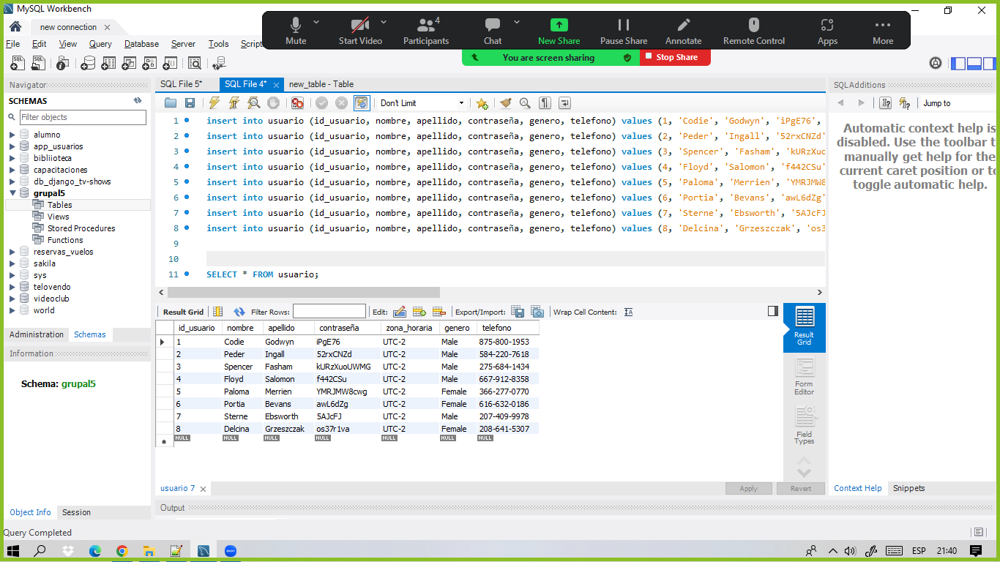 MySQL Workbench
new connection
File Edit View Query Database Server Tools Script
Mute
Start Video
4
Participants
Chat
New Share
Pause Share
Annotate
Remote Control
Apps
More
You are screen sharing
Stop Share
Navigator
SCHEMAS
Filter objects
alumno
app_usuarios
bibliioteca
capacitaciones
db_django_tv-shows
grupal5
Tables
Views
Stored Procedures
Functions
reservas_vuelos
sakila
sys
telovendo
videoclub
world
Administration Schemas
Information
Schema: grupal5
Object Info Session
SQL File 5* SQL File 4* new_table - Table
Don't Limit
1 insert into usuario (id_usuario, nombre, apellido, contraseña, genero, telefono) values (1, 'Codie', 'Godwyn', 'iPgE76',
2 insert into usuario (id_usuario, nombre, apellido, contraseña, genero, telefono) values (2, 'Peder', 'Ingall', '52rxCNZd'
3 insert into usuario (id_usuario, nombre, apellido, contraseña, genero, telefono) values (3, 'Spencer', 'Fasham', 'kURzXuo
4 insert into usuario (id_usuario, nombre, apellido, contraseña, genero, telefono) values (4, 'Floyd', 'Salomon', 'f442CSu'
5 insert into usuario (id_usuario, nombre, apellido, contraseña, genero, telefono) values (5, 'Paloma', 'Merrien', 'YMRJMW8
6 insert into usuario (id_usuario, nombre, apellido, contraseña, genero, telefono) values (6, 'Portia', 'Bevans', 'awL6dZg'
7 insert into usuario (id_usuario, nombre, apellido, contraseña, genero, telefono) values (7, 'Sterne', 'Ebsworth', '5AJcFJ
8 insert into usuario (id_usuario, nombre, apellido, contraseña, genero, telefono) values (8, 'Delcina', 'Grzeszczak', 'os3
9
10
11 SELECT * FROM usuario;
Result Grid Filter Rows: Edit: Export/Import: Wrap Cell Content:
id_usuario nombre apellido contraseña zona_horaria genero telefono
1 Codie Godwyn iPgE76 UTC-2 Male 875-800-1953
2 Peder Ingall 52rxCNZd UTC-2 Male 584-220-7618
3 Spencer Fasham kURzXuoUWMG UTC-2 Male 275-684-1434
4 Floyd Salomon f442CSu UTC-2 Male 667-912-8358
5 Paloma Merrien YMRJMW8cwg UTC-2 Female 366-277-0770
6 Portia Bevans awL6dZg UTC-2 Female 616-632-0186
7 Sterne Ebsworth 5AJcFJ UTC-2 Male 207-409-9978
8 Delcina Grzeszczak os37r1va UTC-2 Female 208-641-5307
NULL NULL NULL NULL NULL NULL NULL
Result
Grid
Form
Editor
Field
Types
usuario 7
Apply Revert
Output
SQLAdditions
Jump to
Automatic context help is
disabled. Use the toolbar t
manually get help for the
current caret position or to
toggle automatic help.
Context Help Snippets
Query Completed
zoom
ESP 21:40